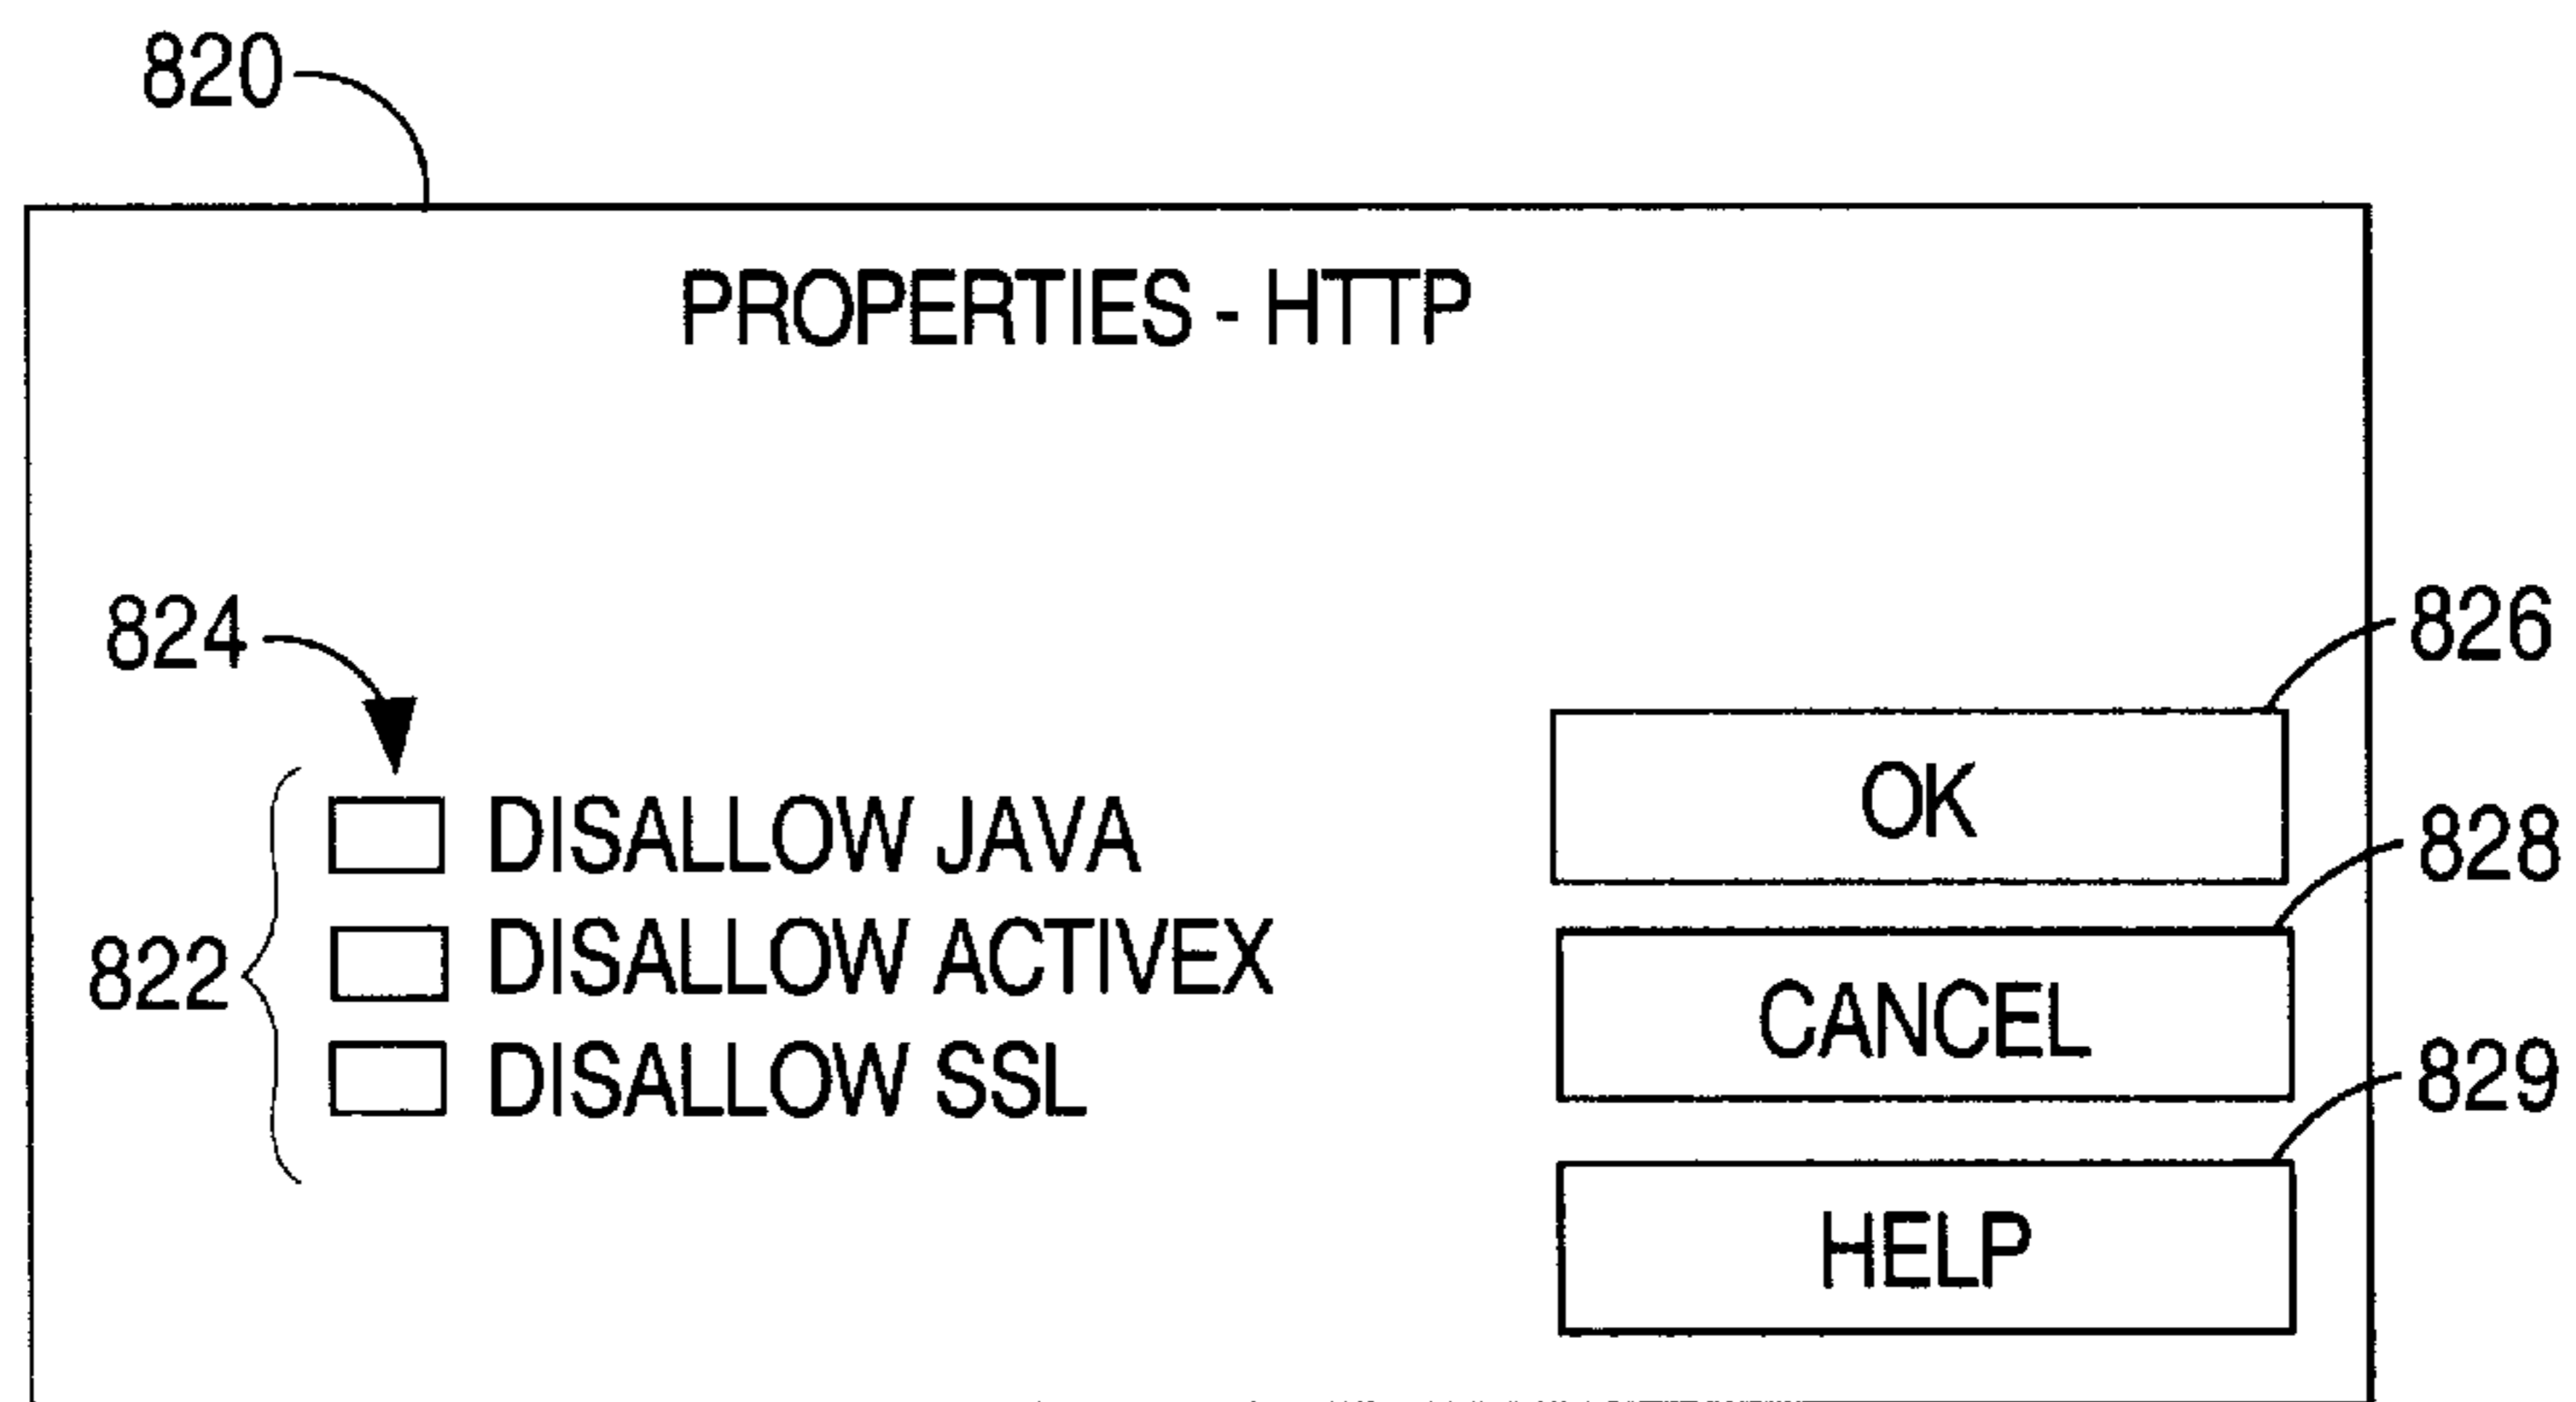 820
PROPERTIES - HTTP
824
826
OK
DISALLOW JAVA
828
822
DISALLOW ACTIVEX
CANCEL
DISALLOW SSL
829
HELP